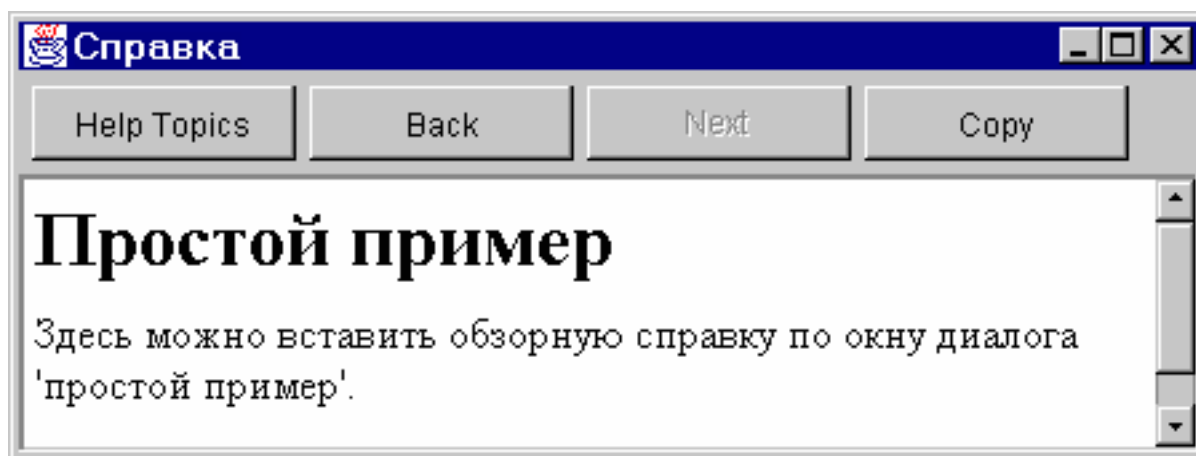 Справка
Help Topics Back Next Copy
Простой пример
Здесь можно вставить обзорную справку по окну диалога
'простой пример'.